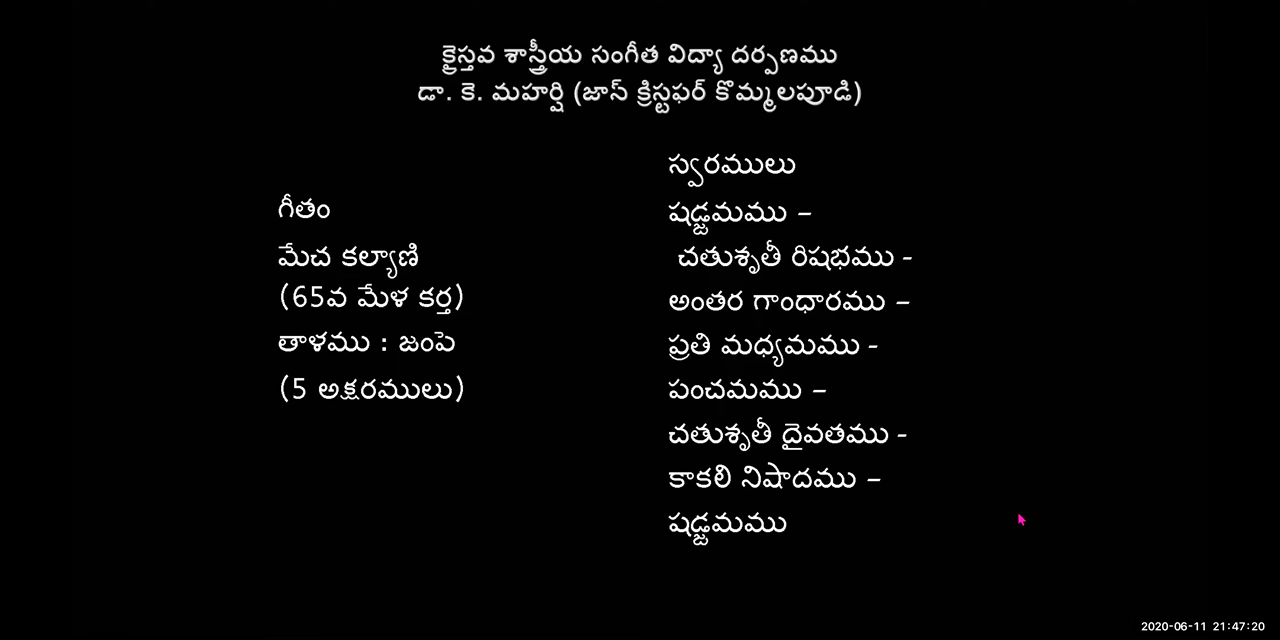 క్రైస్తవ శాస్త్రీయ సంగీత విద్యా దర్పణము
డా. కె. మహర్షి (జాస్ క్రిస్టఫర్ కొమ్మలపూడి)
గీతం
మేచ కల్యాణి
(65వ మేళ కర్త)
తాళము : జంపె
(5 అక్షరములు)
స్వరములు
షడ్జమము –
చతుశృతీ రిషభము -
అంతర గాంధారము –
ప్రతి మధ్యమము -
పంచమము –
చతుశృతీ దైవతము -
కాకలి నిషాదము –
షడ్జమము
2020-06-11 21:47:20